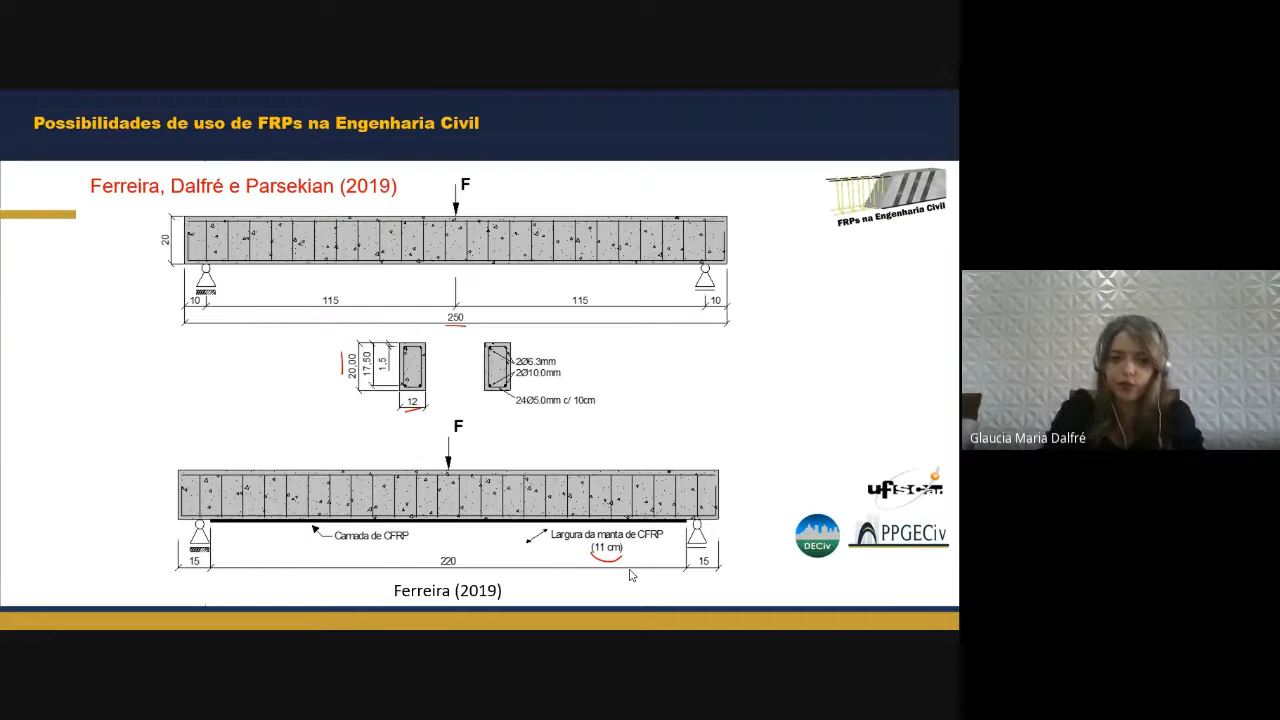 Possibilidades de uso de FRPs na Engenharia Civil
Ferreira, Dalfré e Parsekian (2019)
F
FRPs na Engenharia Civil
20
10
115
115
10
250
20,00
17,50
1,5
12
2Ø6.3mm
2Ø10.0mm
24Ø5.0mm c/ 10cm
F
Camada de CFRP
Largura da manta de CFRP
(11 cm)
15
220
15
Ferreira (2019)
ufscar
DECiv
PPGECiv
Glaucia Maria Dalfré